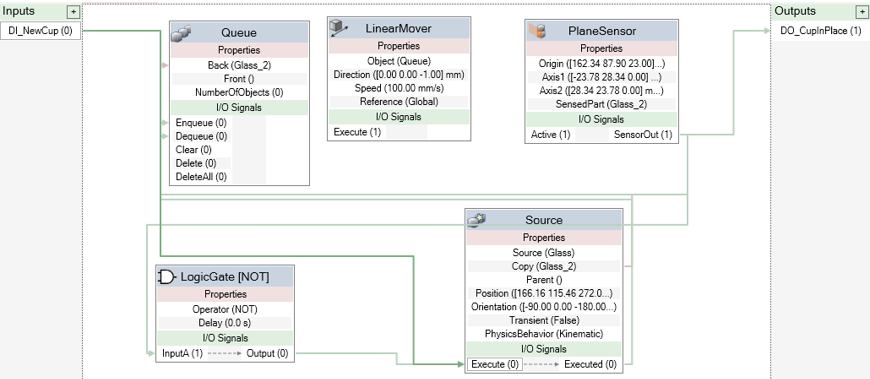 Inputs +
DI_NewCup (0)
Queue
Properties
Back (Glass_2)
Front ()
NumberOfObjects (0)
I/O Signals
Enqueue (0)
Dequeue (0)
Clear (0)
Delete (0)
DeleteAll (0)
LinearMover
Properties
Object (Queue)
Direction ([0.00 0.00 -1.00] mm)
Speed (100.00 mm/s)
Reference (Global)
I/O Signals
Execute (1)
PlaneSensor
Properties
Origin ([162.34 87.90 23.00]...)
Axis1 ([-23.78 28.34 0.00] ...)
Axis2 ([28.34 23.78 0.00] m...)
SensedPart (Glass_2)
I/O Signals
Active (1) SensorOut (1)
Outputs +
DO_CupInPlace (1)
LogicGate [NOT]
Properties
Operator (NOT)
Delay (0.0 s)
I/O Signals
InputA (1) Output (0)
Source
Properties
Source (Glass)
Copy (Glass_2)
Parent ()
Position ([166.16 115.46 272.0...)
Orientation ([-90.00 0.00 -180.00...)
Transient (False)
PhysicsBehavior (Kinematic)
I/O Signals
Execute (0) Executed (0)